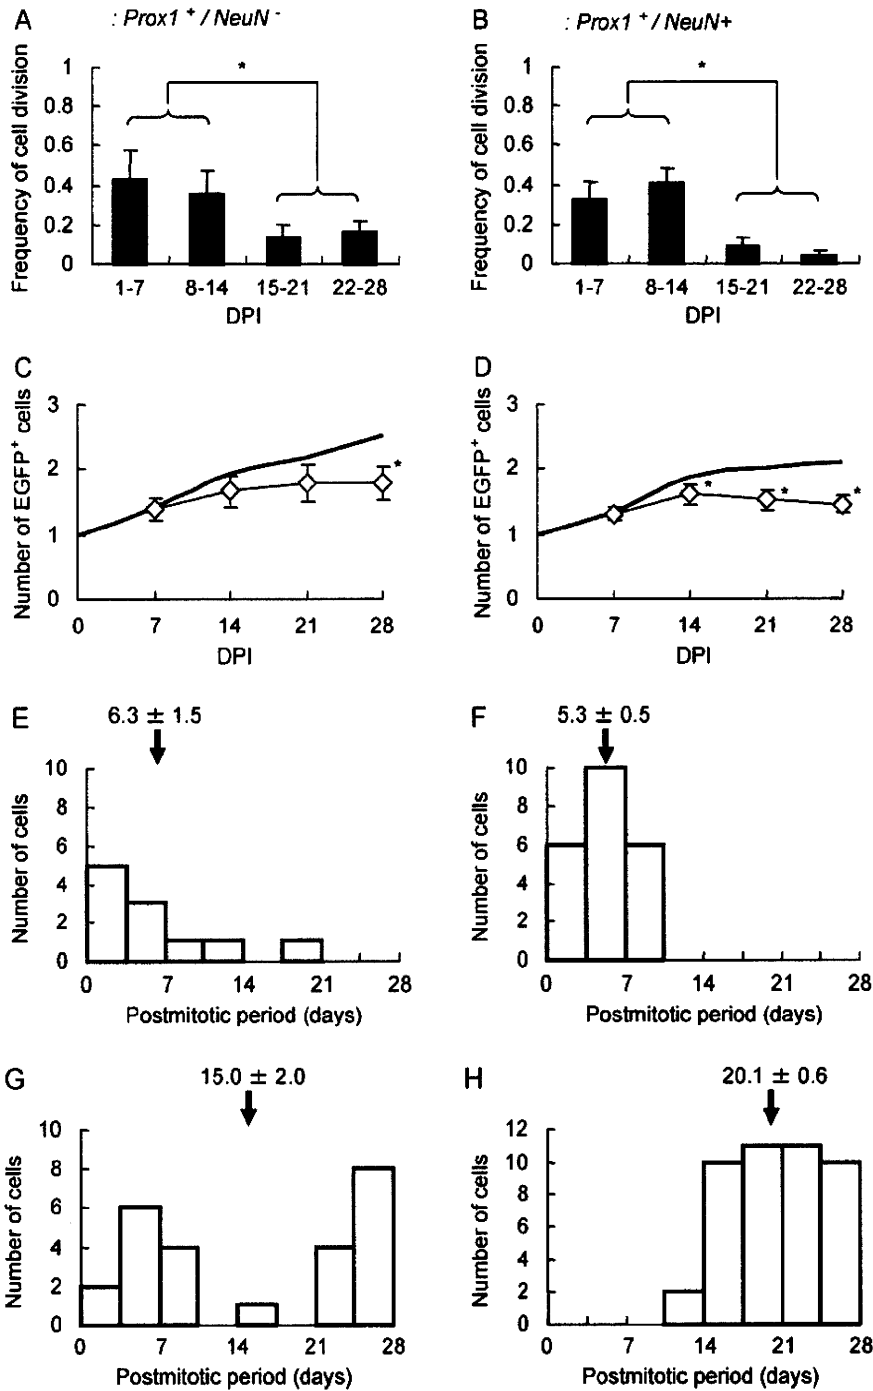 A : Prox1 + / NeuN -
Frequency of cell division
1
0.8
0.6
0.4
0.2
0
*
1-7 8-14 15-21 22-28
DPI
B : Prox1 + / NeuN+
Frequency of cell division
1
0.8
0.6
0.4
0.2
0
*
1-7 8-14 15-21 22-28
DPI
C
Number of EGFP+ cells
3
2
1
0
*
0 7 14 21 28
DPI
D
Number of EGFP+ cells
3
2
1
0
* * *
0 7 14 21 28
DPI
E 6.3 ± 1.5
Number of cells
10
8
6
4
2
0
0 7 14 21 28
Postmitotic period (days)
F 5.3 ± 0.5
Number of cells
10
8
6
4
2
0
0 7 14 21 28
Postmitotic period (days)
G 15.0 ± 2.0
Number of cells
10
8
6
4
2
0
0 7 14 21 28
Postmitotic period (days)
H 20.1 ± 0.6
Number of cells
12
10
8
6
4
2
0
0 7 14 21 28
Postmitotic period (days)